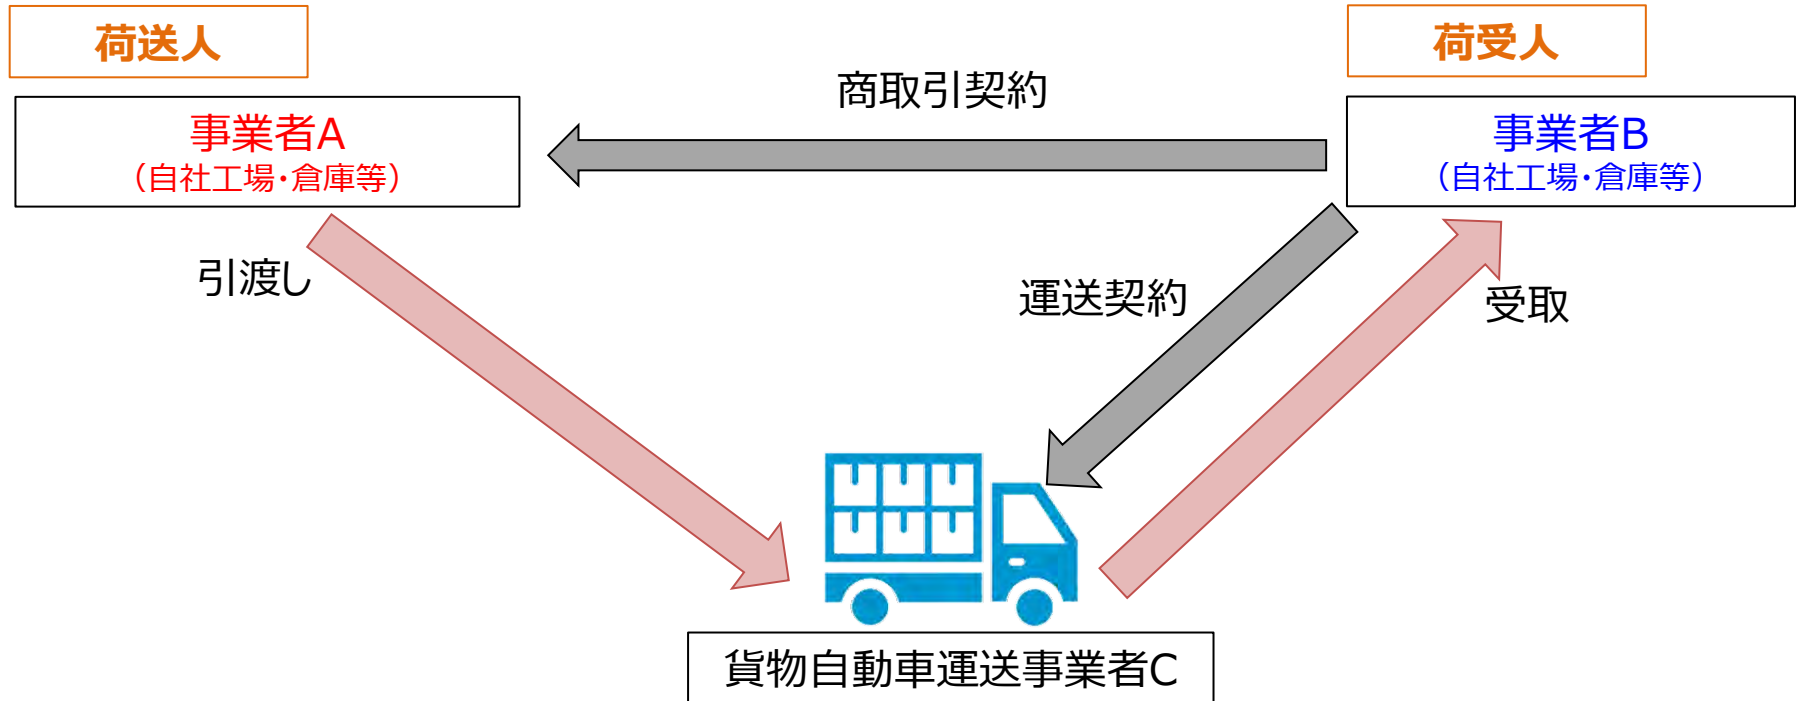 荷送人
荷受人
商取引契約
事業者A
（自社工場・倉庫等）
事業者B
（自社工場・倉庫等）
引渡し
運送契約
受取
貨物自動車運送事業者C